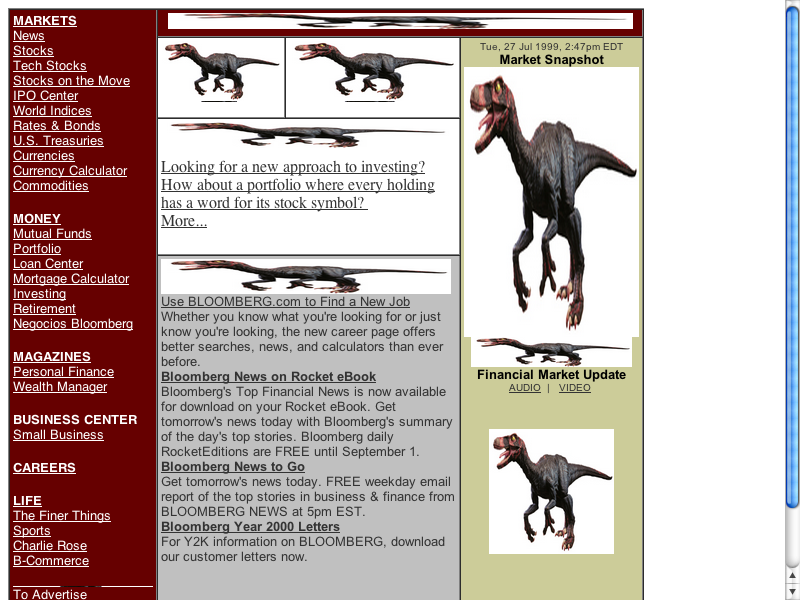 MARKETS
News
Stocks
Tech Stocks
Stocks on the Move
IPO Center
World Indices
Rates & Bonds
U.S. Treasuries
Currencies
Currency Calculator
Commodities
MONEY
Mutual Funds
Portfolio
Loan Center
Mortgage Calculator
Investing
Retirement
Negocios Bloomberg
MAGAZINES
Personal Finance
Wealth Manager
BUSINESS CENTER
Small Business
CAREERS
LIFE
The Finer Things
Sports
Charlie Rose
B-Commerce
To Advertise
Looking for a new approach to investing?
How about a portfolio where every holding
has a word for its stock symbol?
More...
Use BLOOMBERG.com to Find a New Job
Whether you know what you're looking for or just
know you're looking, the new career page offers
better searches, news, and calculators than ever
before.
Bloomberg News on Rocket eBook
Bloomberg's Top Financial News is now available
for download on your Rocket eBook. Get
tomorrow's news today with Bloomberg's summary
of the day's top stories. Bloomberg daily
RocketEditions are FREE until September 1.
Bloomberg News to Go
Get tomorrow's news today. FREE weekday email
report of the top stories in business & finance from
BLOOMBERG NEWS at 5pm EST.
Bloomberg Year 2000 Letters
For Y2K information on BLOOMBERG, download
our customer letters now.
Tue, 27 Jul 1999, 2:47pm EDT
Market Snapshot
Financial Market Update
AUDIO | VIDEO